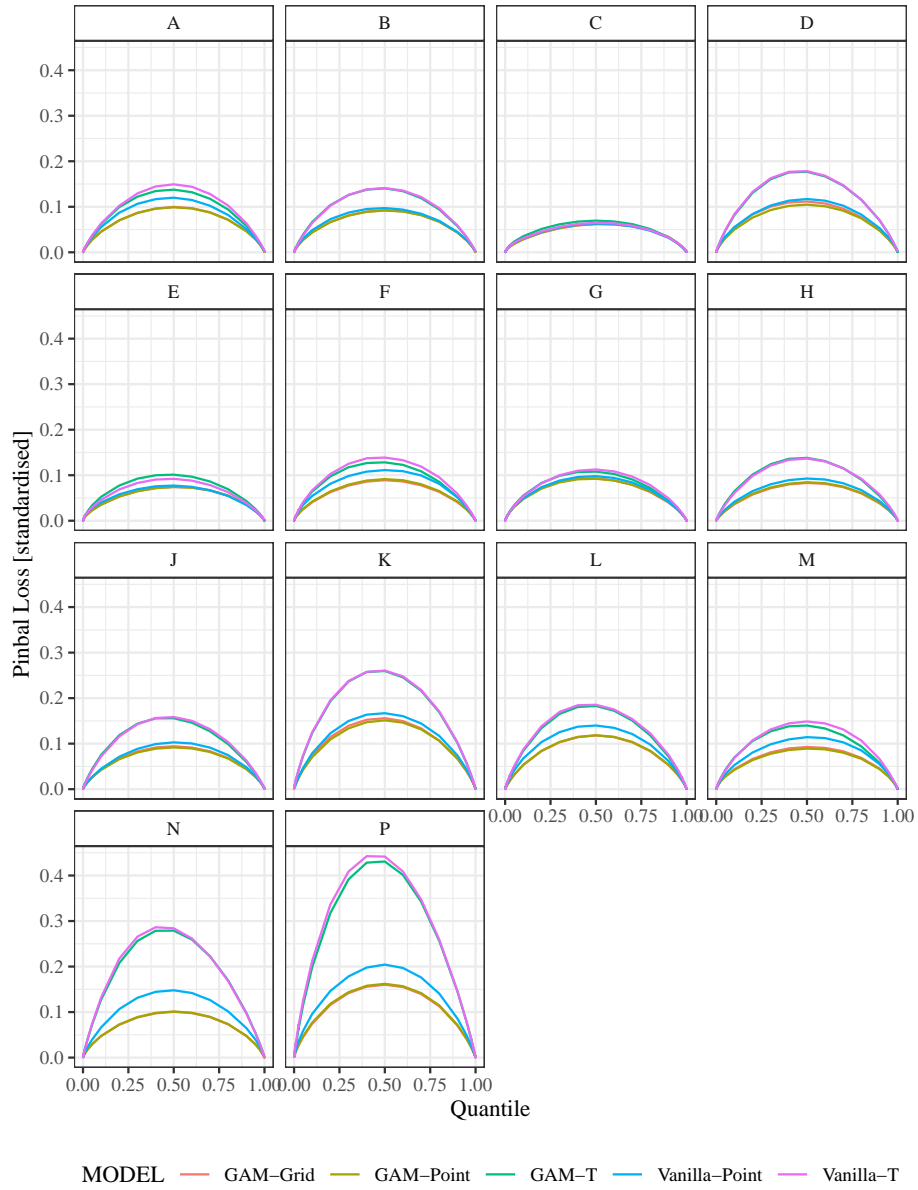 A B C D
0.4
0.3
0.2
0.1
0.0
E F G H
0.4
0.3
0.2
0.1
0.0
J K L M
0.4
0.3
0.2
0.1
0.0
0.00 0.25 0.50 0.75 1.00 0.00 0.25 0.50 0.75 1.00
N P
0.4
0.3
0.2
0.1
0.0
0.00 0.25 0.50 0.75 1.00 0.00 0.25 0.50 0.75 1.00
Pinbal Loss [standardised]
Quantile
MODEL GAM−Grid GAM−Point GAM−T Vanilla−Point Vanilla−T